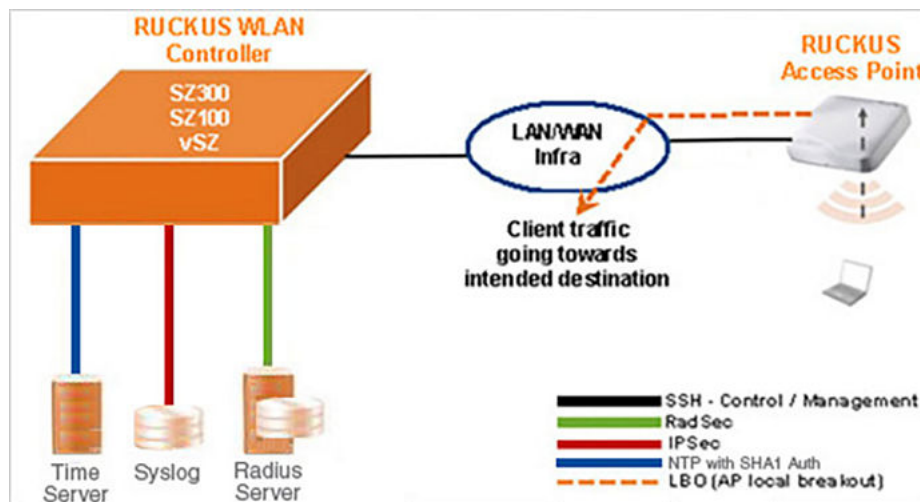 RUCKUS WLAN
Controller
SZ300
SZ100
vSZ
LAN/WAN
Infra
RUCKUS
Access Point
Client traffic
going towards
intended destination
Time
Server
Syslog
Radius
Server
SSH - Control / Management
RadSec
IPSec
NTP with SHA1 Auth
LBO (AP local breakout)